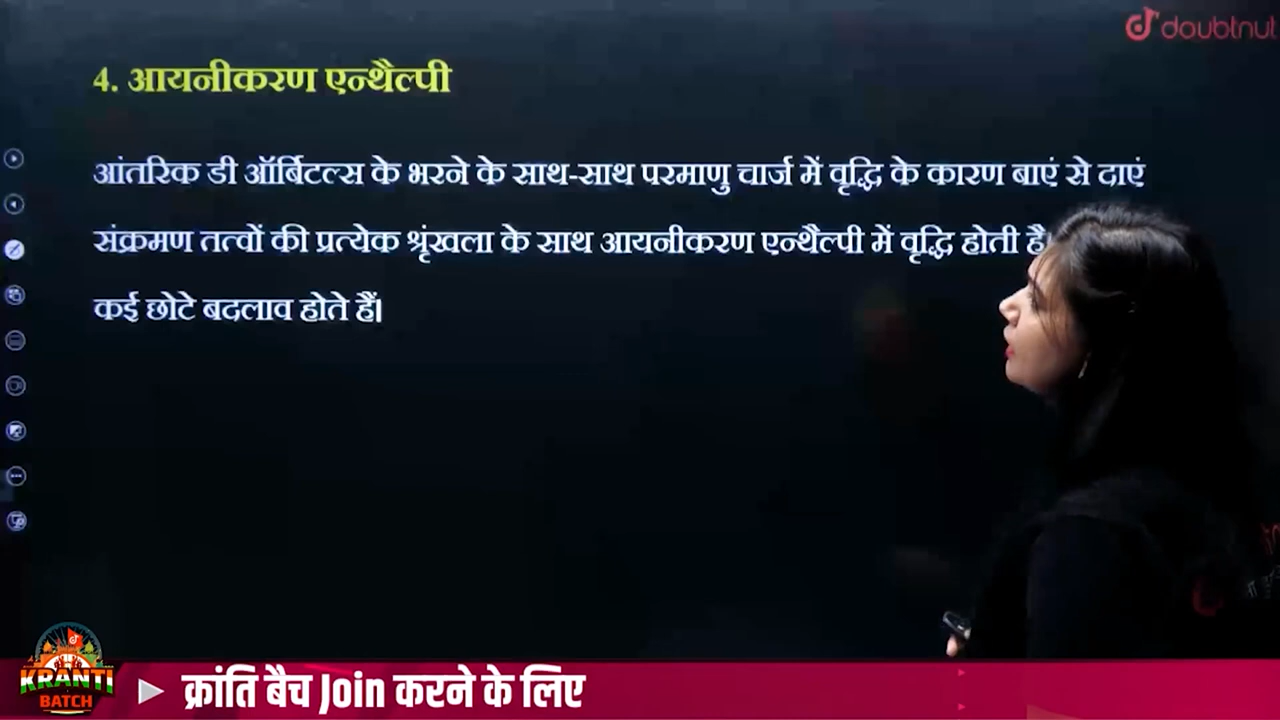 doubtnut
4. आयनीकरण एन्थैल्पी
आंतरिक डी ऑर्बिटल्स के भरने के साथ-साथ परमाणु चार्ज में वृद्धि के कारण बाएं से दाएं
संक्रमण तत्वों की प्रत्येक श्रृंखला के साथ आयनीकरण एन्थैल्पी में वृद्धि होती है।
कई छोटे बदलाव होते हैं।
KRANTI
BATCH
क्रांति बैच Join करने के लिए